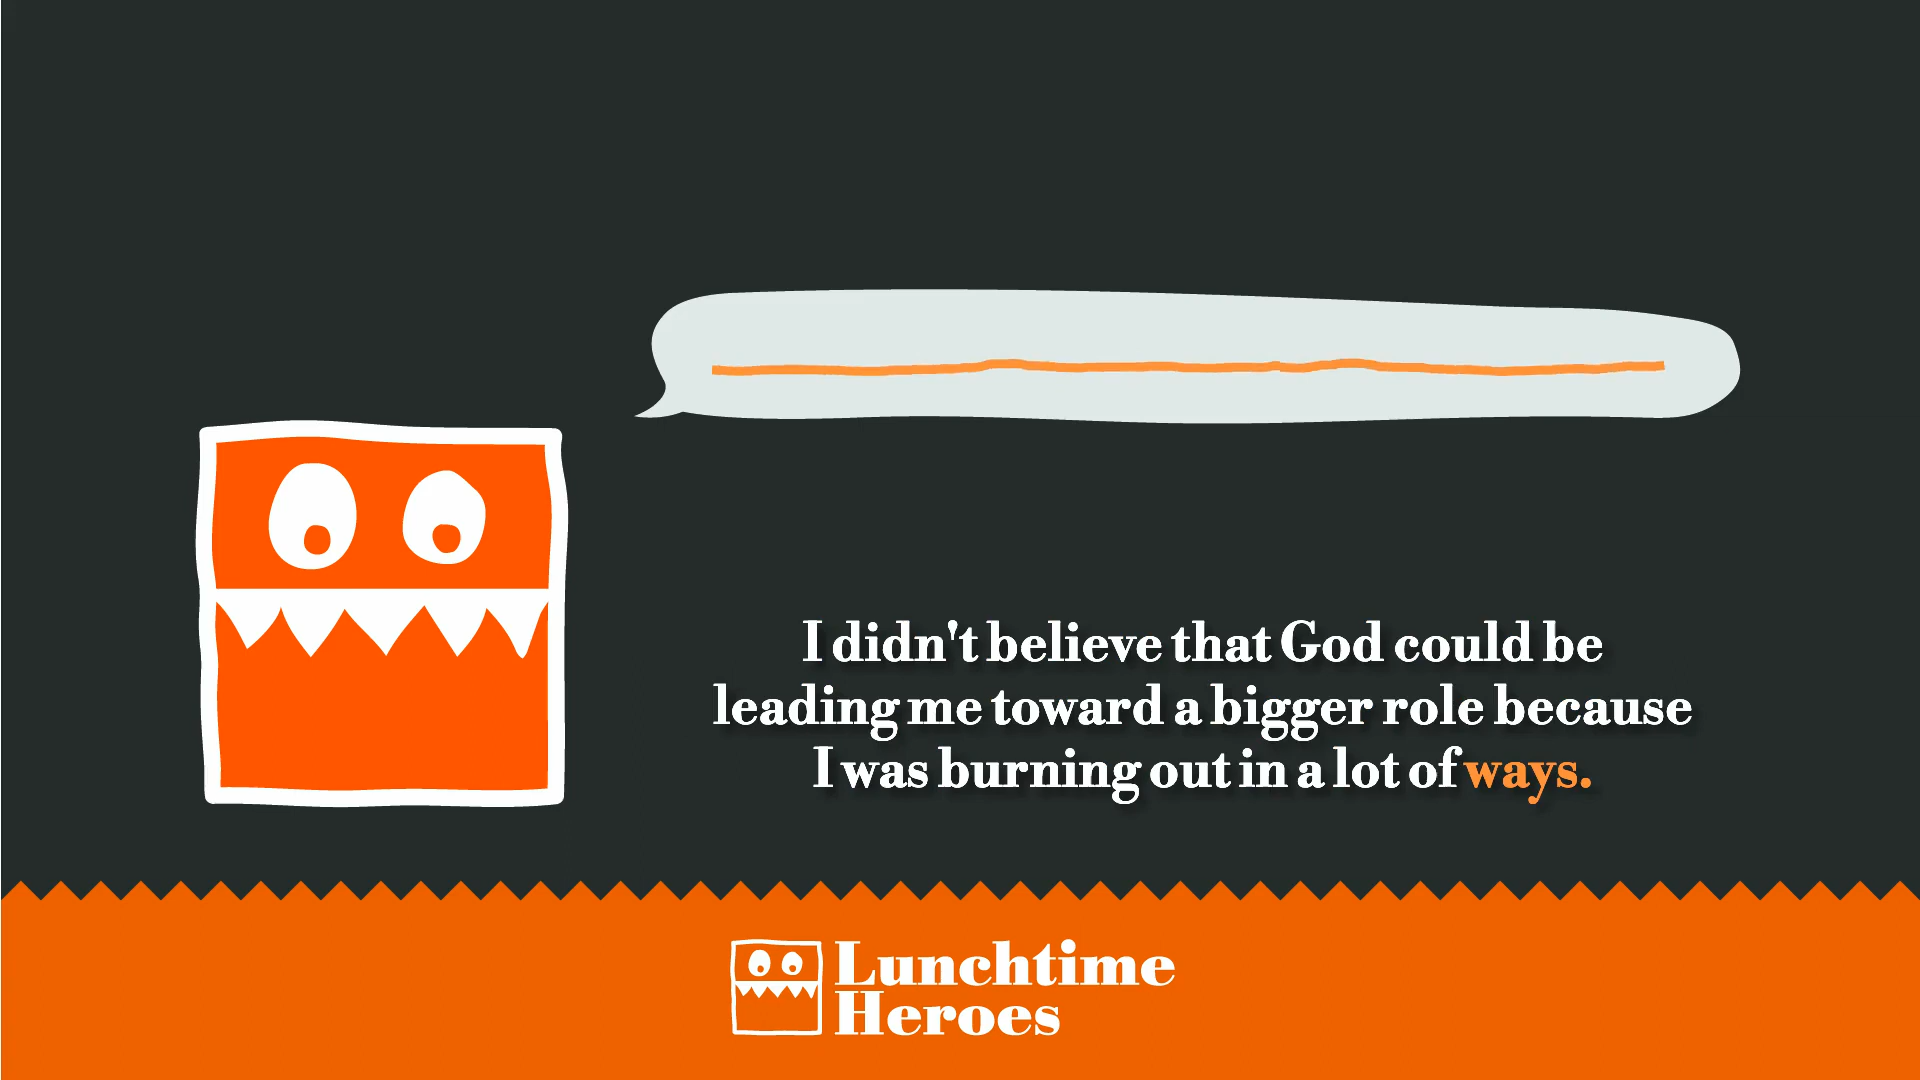 I didn't believe that God could be
leading me toward a bigger role because
I was burning out in a lot of ways.
Lunchtime
Heroes